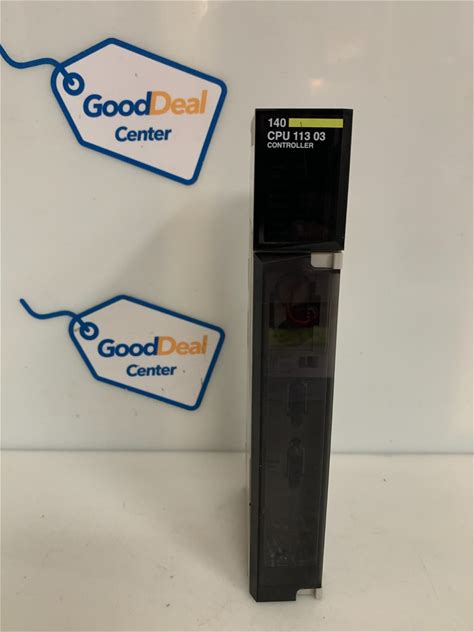 GoodDeal
Center
140
CPU 113 03
CONTROLLER
GoodDeal
Center